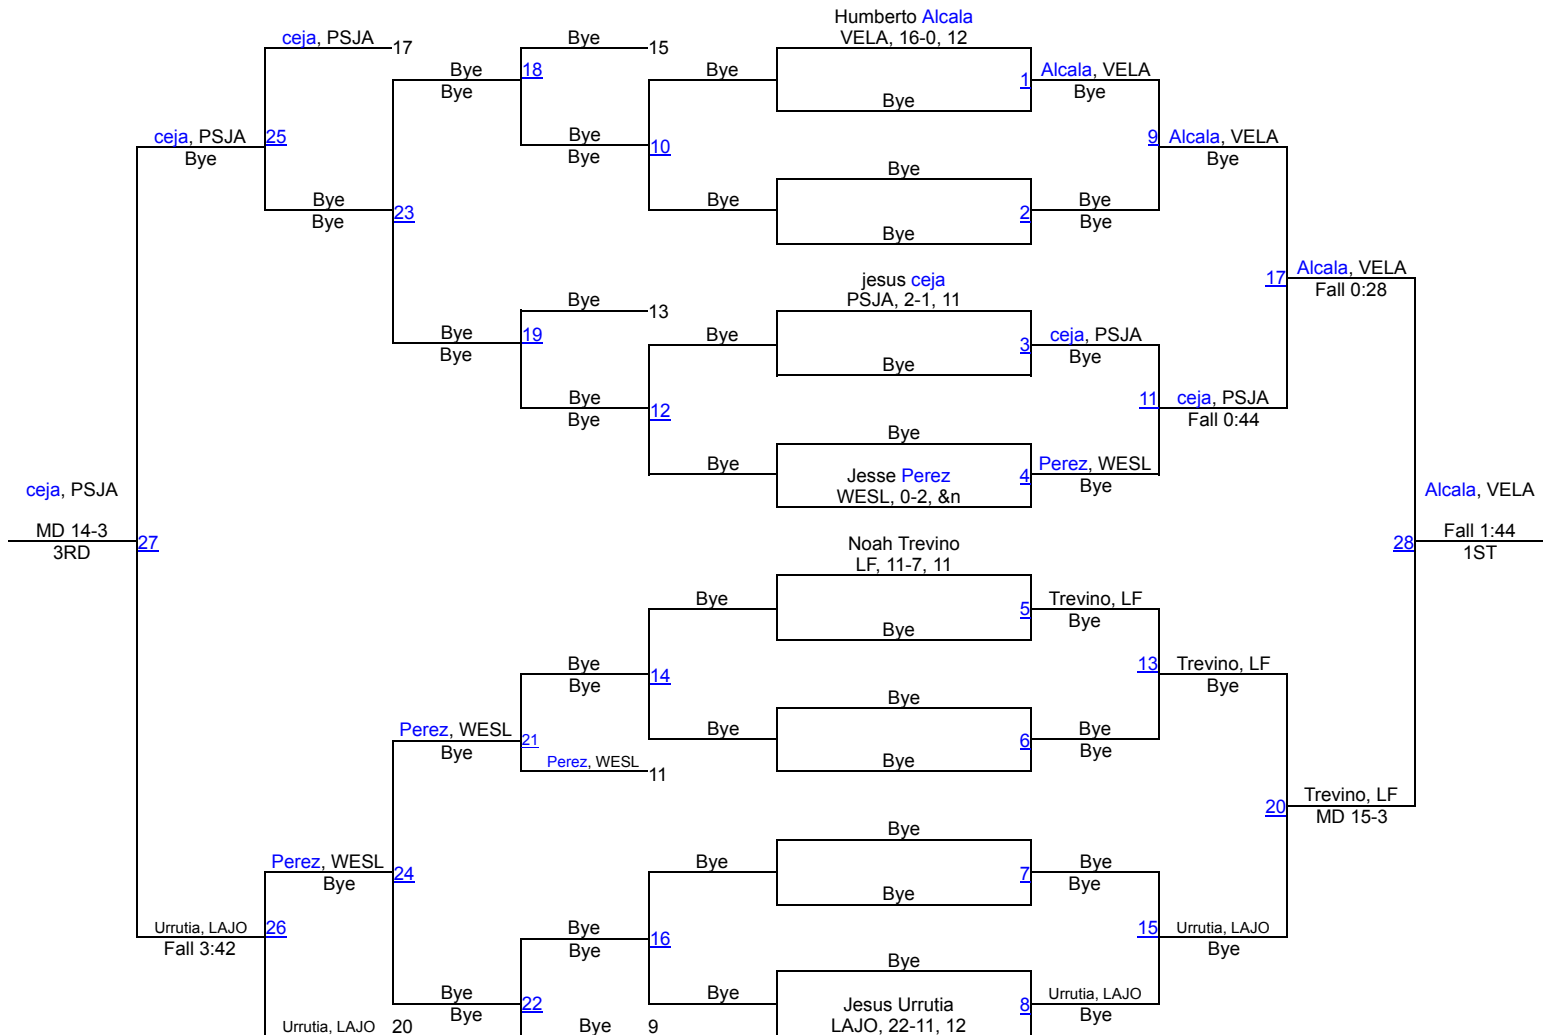 Humberto Alcala
ceja, PSJA 17 Bye 15 VELA, 16-0, 12
Bye 18 Bye 1 Alcala, VELA
Bye Bye Bye
ceja, PSJA 25 Bye 10 9 Alcala, VELA
Bye Bye Bye
Bye
Bye 23 Bye 2 Bye
Bye Bye Bye
jesus ceja 17 Alcala, VELA
Bye 13 PSJA, 2-1, 11 Fall 0:28
Bye 19 Bye 3 ceja, PSJA
Bye Bye Bye
Bye 12 11 ceja, PSJA
Bye Fall 0:44
Bye
Bye Jesse Perez 4 Perez, WESL
WESL, 0-2, &n Bye
ceja, PSJA Alcala, VELA
MD 14-3 27 28 Fall 1:44
3RD 1ST
Noah Trevino
LF, 11-7, 11
Bye 5 Trevino, LF
Bye Bye
Bye 14 13 Trevino, LF
Bye Bye
Bye
Perez, WESL 21 Bye 6 Bye
Bye Bye Bye
Perez, WESL 11
20 Trevino, LF
MD 15-3
Bye
Perez, WESL 24 Bye 7 Bye
Bye Bye Bye
Urrutia, LAJO 26 Bye 16 15 Urrutia, LAJO
Fall 3:42 Bye Bye
Bye
Bye 22 Bye Jesus Urrutia 8 Urrutia, LAJO
Bye Bye
Urrutia, LAJO 20 Bye 9 LAJO, 22-11, 12